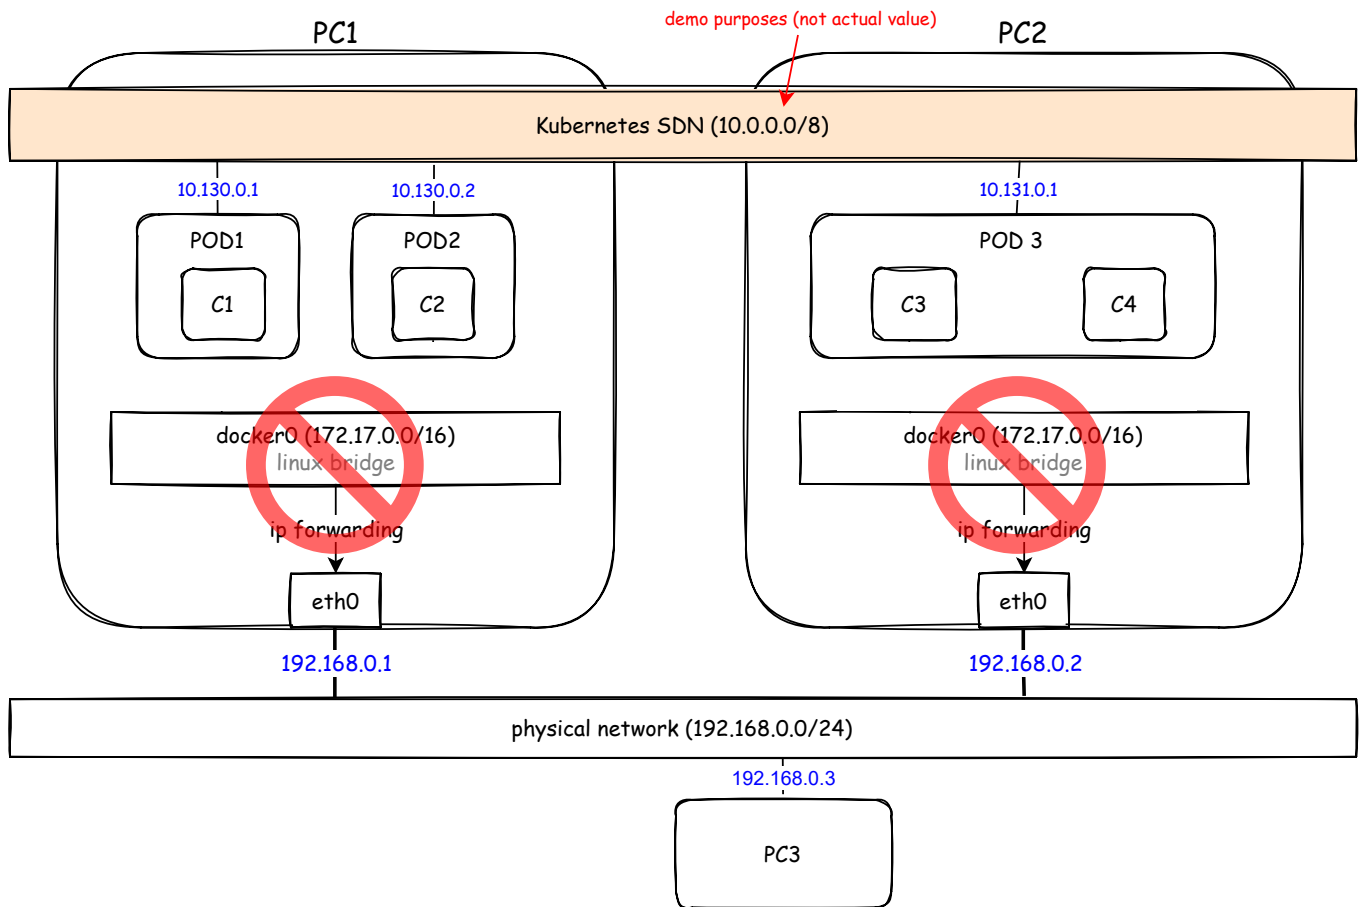 demo purposes (not actual value)
PC1
PC2
Kubernetes SDN (10.0.0.0/8)
10.130.0.1
10.130.0.2
10.131.0.1
POD1
POD2
POD 3
C1
C2
C3
C4
docker0 (172.17.0.0/16)
linux bridge
docker0 (172.17.0.0/16)
linux bridge
ip forwarding
ip forwarding
eth0
eth0
192.168.0.1
192.168.0.2
physical network (192.168.0.0/24)
192.168.0.3
PC3